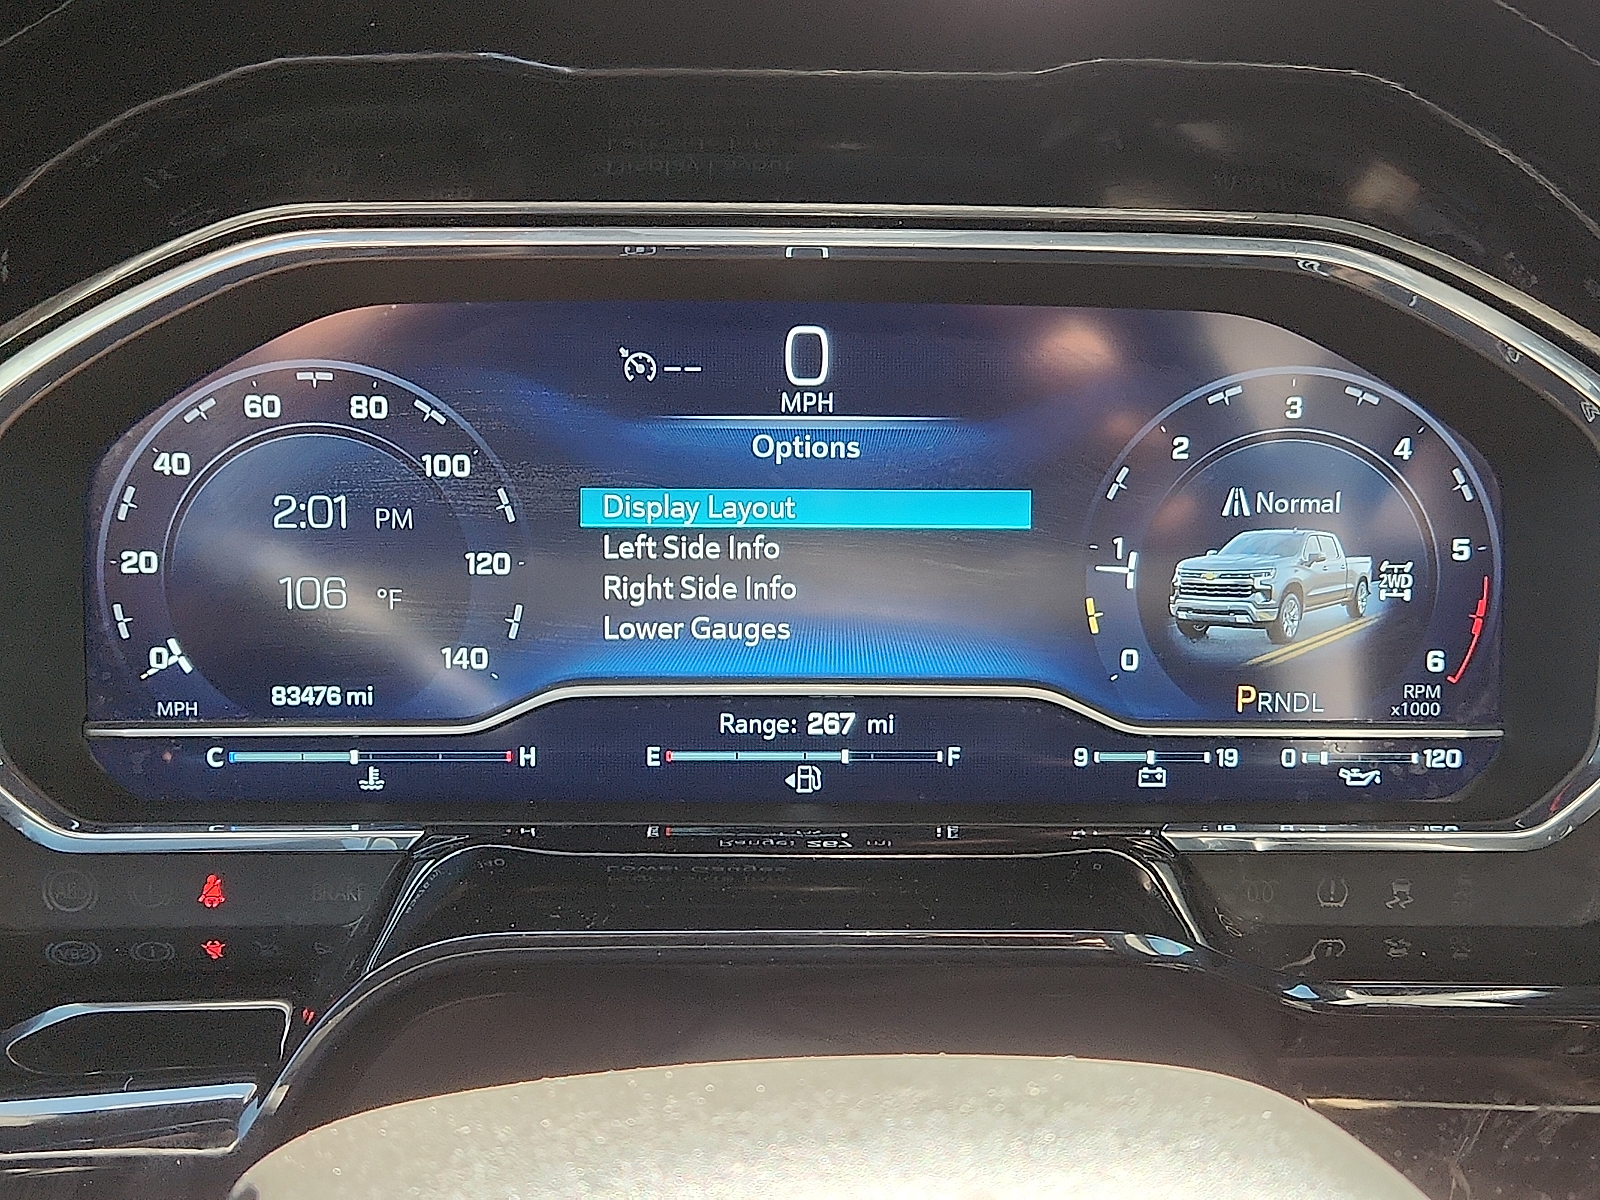 0
MPH
Options
Display Layout
Left Side Info
Right Side Info
Lower Gauges
0
20
40
60
80
100
120
140
MPH
2:01 PM
106 °F
83476 mi
0
1
2
3
4
5
6
RPM
x1000
Normal
2WD
PRNDL
Range: 267 mi
C H
E F
9 19
0 120
BRAKE
ABS